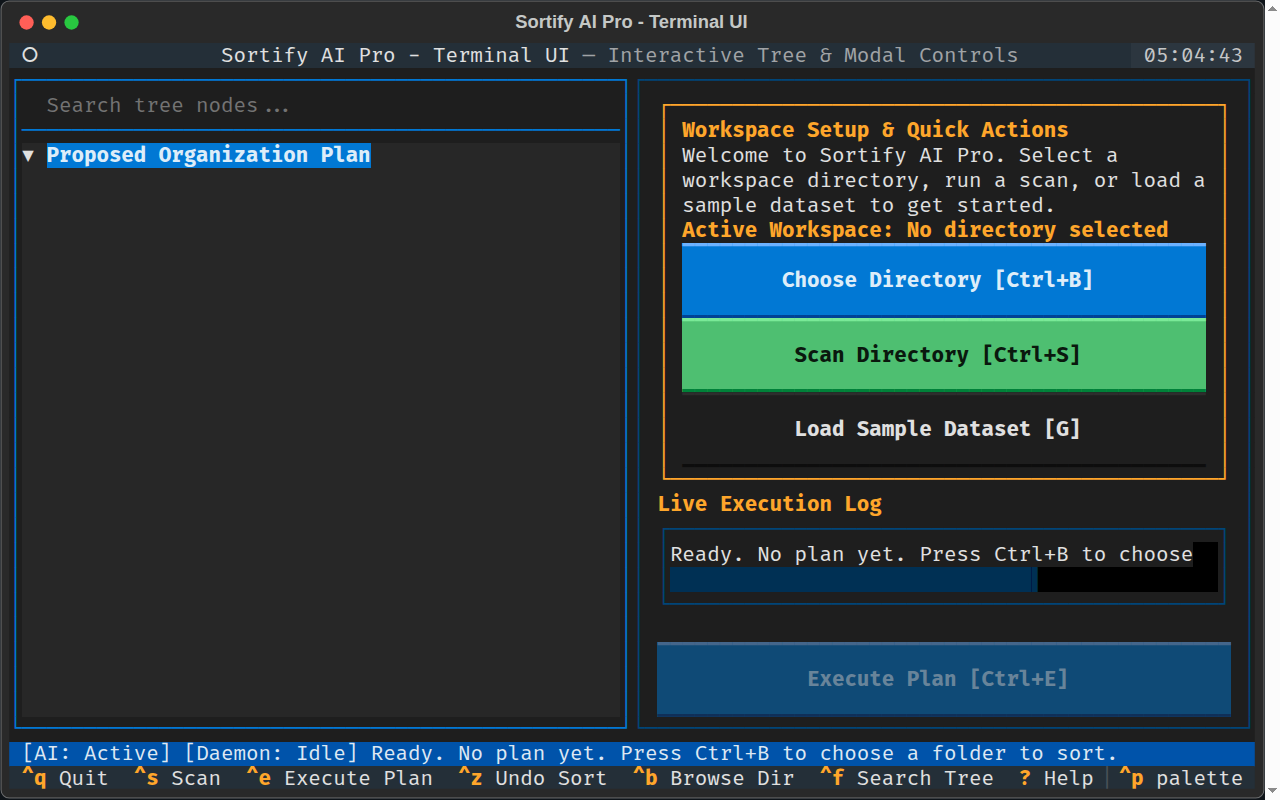 Sortify AI Pro - Terminal UI
Sortify AI Pro - Terminal UI — Interactive Tree & Modal Controls
05:04:43
Search tree nodes...
▼ Proposed Organization Plan
Workspace Setup & Quick Actions
Welcome to Sortify AI Pro. Select a
workspace directory, run a scan, or load a
sample dataset to get started.
Active Workspace: No directory selected
Choose Directory [Ctrl+B]
Scan Directory [Ctrl+S]
Load Sample Dataset [G]
Live Execution Log
Ready. No plan yet. Press Ctrl+B to choose
Execute Plan [Ctrl+E]
[AI: Active] [Daemon: Idle] Ready. No plan yet. Press Ctrl+B to choose a folder to sort.
^q Quit ^s Scan ^e Execute Plan ^z Undo Sort ^b Browse Dir ^f Search Tree ? Help ^p palette